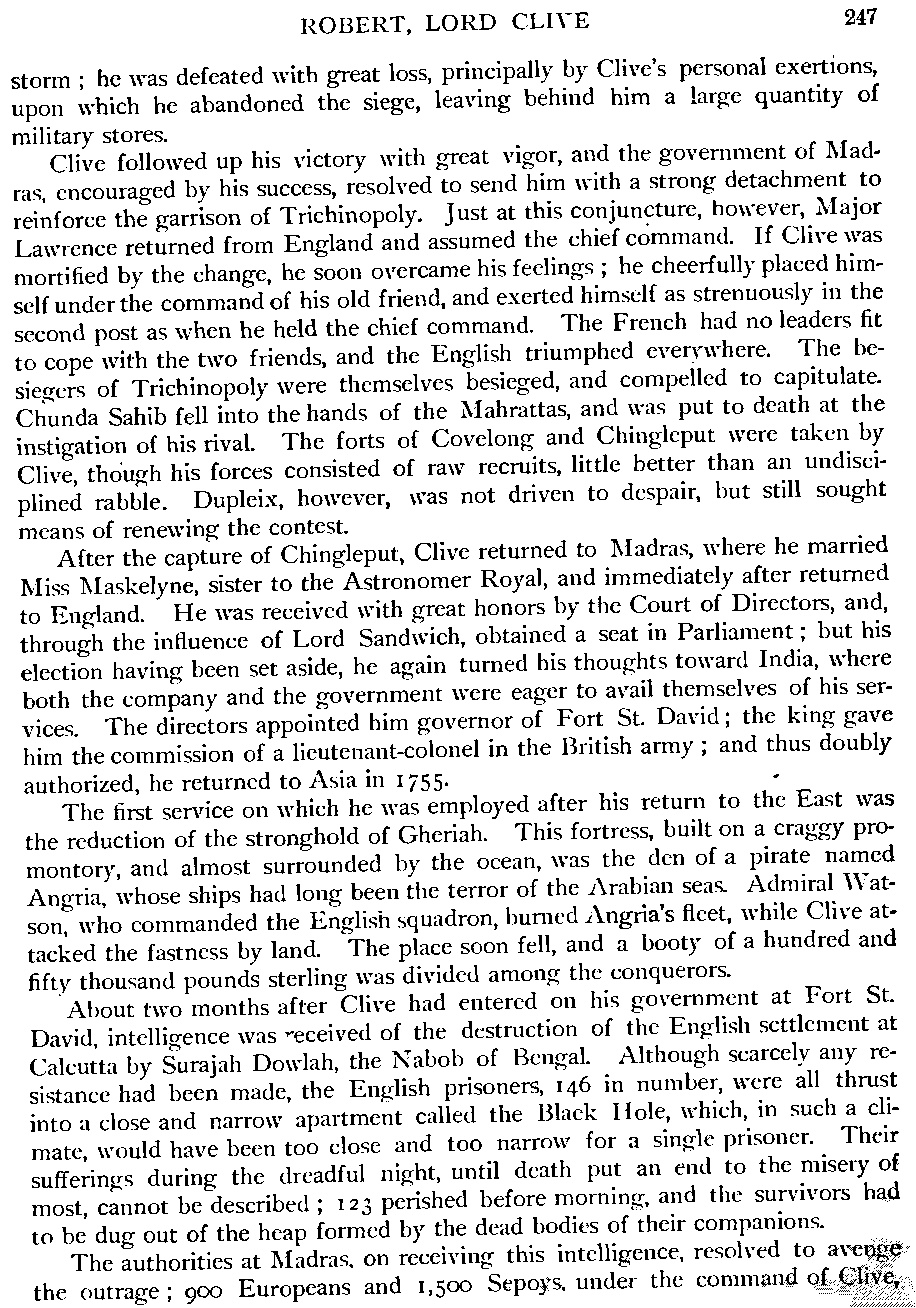 ROBERT, LORD CLIVE 247
storm ; he was defeated with great loss, principally by Clive's personal exertions,
upon which he abandoned the siege, leaving behind him a large quantity of
military stores.
Clive followed up his victory with great vigor, and the government of Mad-
ras, encouraged by his success, resolved to send him with a strong detachment to
reinforce the garrison of Trichinopoly. Just at this conjuncture, however, Major
Lawrence returned from England and assumed the chief command. If Clive was
mortified by the change, he soon overcame his feelings ; he cheerfully placed him-
self under the command of his old friend, and exerted himself as strenuously in the
second post as when he held the chief command. The French had no leaders fit
to cope with the two friends, and the English triumphed everywhere. The be-
siegers of Trichinopoly were themselves besieged, and compelled to capitulate.
Chunda Sahib fell into the hands of the Mahrattas, and was put to death at the
instigation of his rival. The forts of Covelong and Chingleput were taken by
Clive, though his forces consisted of raw recruits, little better than an undisci-
plined rabble. Dupleix, however, was not driven to despair, but still sought
means of renewing the contest.
After the capture of Chingleput, Clive returned to Madras, where he married
Miss Maskelyne, sister to the Astronomer Royal, and immediately after returned
to England. He was received with great honors by the Court of Directors, and,
through the influence of Lord Sandwich, obtained a seat in Parliament ; but his
election having been set aside, he again turned his thoughts toward India, where
both the company and the government were eager to avail themselves of his ser-
vices. The directors appointed him governor of Fort St. David ; the king gave
him the commission of a lieutenant-colonel in the British army ; and thus doubly
authorized, he returned to Asia in 1755.
The first service on which he was employed after his return to the East was
the reduction of the stronghold of Gheriah. This fortress, built on a craggy pro-
montory, and almost surrounded by the ocean, was the den of a pirate named
Angria, whose ships had long been the terror of the Arabian seas. Admiral Wat-
son, who commanded the English squadron, burned Angria's fleet, while Clive at-
tacked the fastness by land. The place soon fell, and a booty of a hundred and
fifty thousand pounds sterling was divided among the conquerors.
About two months after Clive had entered on his government at Fort St.
David, intelligence was received of the destruction of the English settlement at
Calcutta by Surajah Dowlah, the Nabob of Bengal. Although scarcely any re-
sistance had been made, the English prisoners, 146 in number, were all thrust
into a close and narrow apartment called the Black Hole, which, in such a cli-
mate, would have been too close and too narrow for a single prisoner. Their
sufferings during the dreadful night, until death put an end to the misery of
most, cannot be described ; 123 perished before morning, and the survivors had
to be dug out of the heap formed by the dead bodies of their companions.
The authorities at Madras, on receiving this intelligence, resolved to avenge
the outrage ; 900 Europeans and 1,500 Sepoys, under the command of Clive,